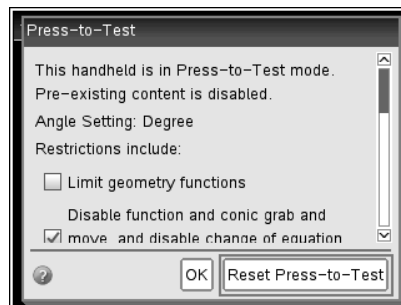 Press-to-Test
This handheld is in Press-to-Test mode.
Pre-existing content is disabled.
Angle Setting: Degree
Restrictions include:
Limit geometry functions
Disable function and conic grab and
move and disable change of equation
OK
Reset Press-to-Test